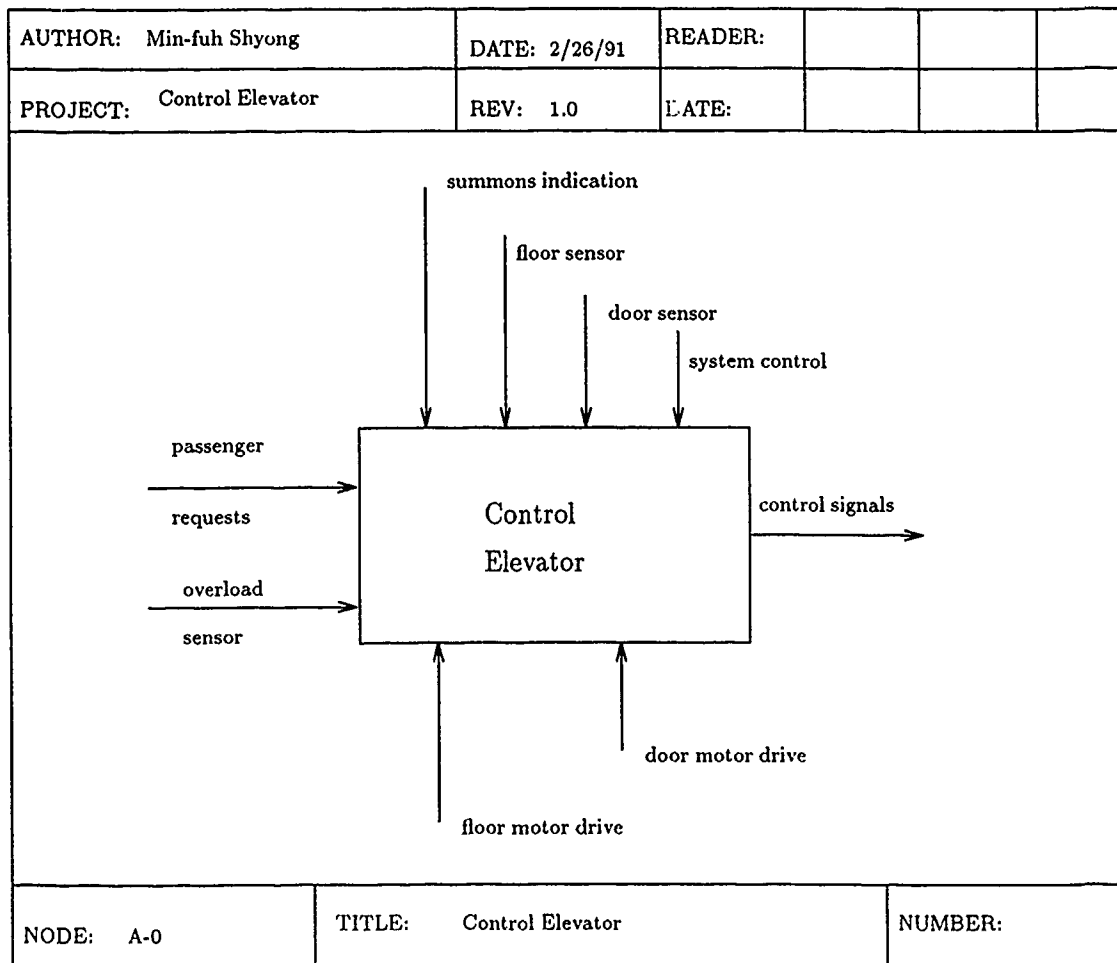 AUTHOR: Min-fuh Shyong
DATE: 2/26/91
READER:
PROJECT: Control Elevator
REV: 1.0
DATE:
summons indication
floor sensor
door sensor
system control
passenger
requests
overload
sensor
Control
Elevator
control signals
door motor drive
floor motor drive
NODE: A-0
TITLE: Control Elevator
NUMBER: